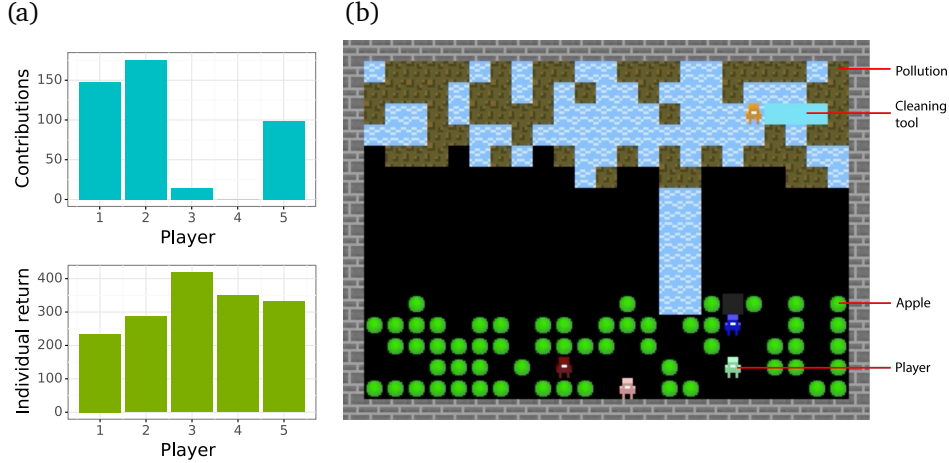 (a)
(b)
Contributions
150
100
50
0
1 2 3 4 5
Player
Individual return
400
300
200
100
0
1 2 3 4 5
Player
Pollution
Cleaning
tool
Apple
Player